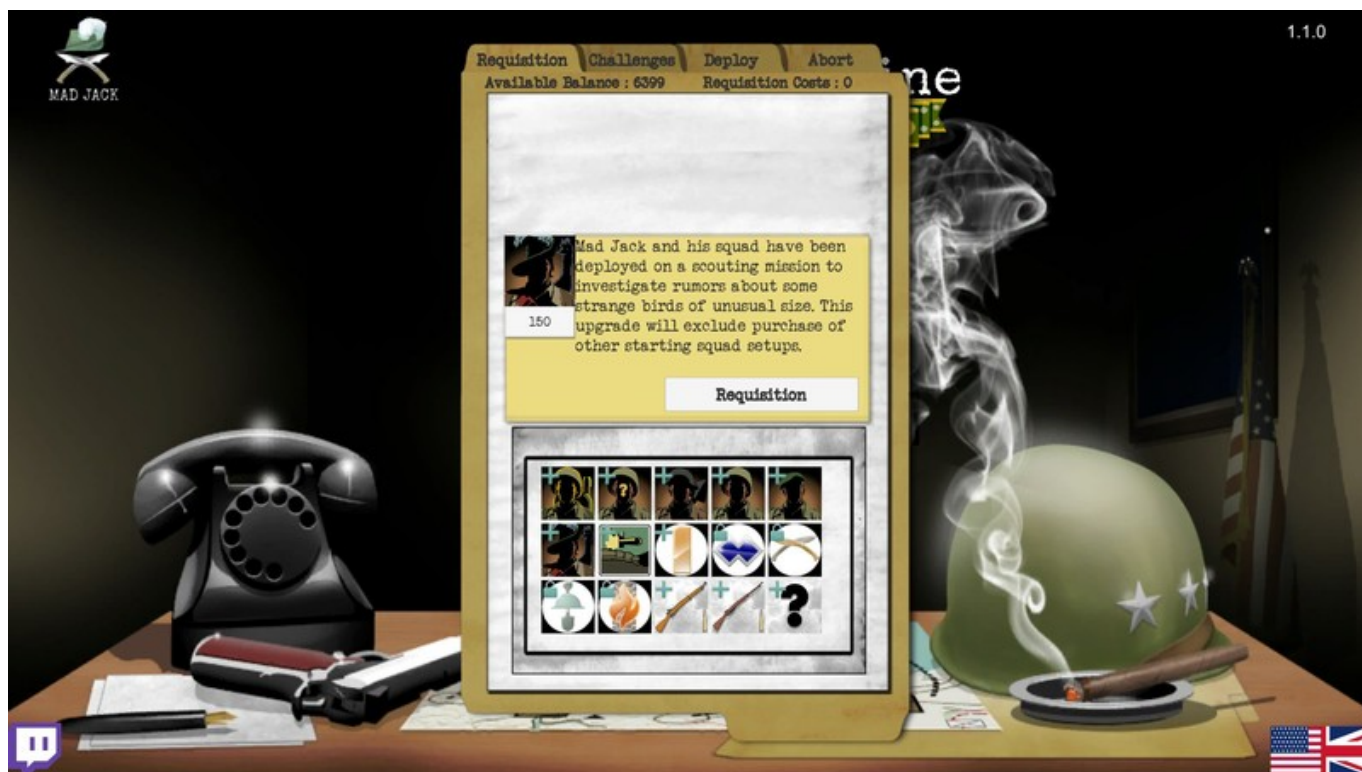 1.1.0
MAD JACK
Requisition Challenges Deploy Abort
Available Balance : 6399 Requisition Costs : 0
ne
Mad Jack and his squad have been
deployed on a scouting mission to
investigate rumors about some
strange birds of unusual size. This
upgrade will exclude purchase of
other starting squad setups.
150
Requisition
?
?